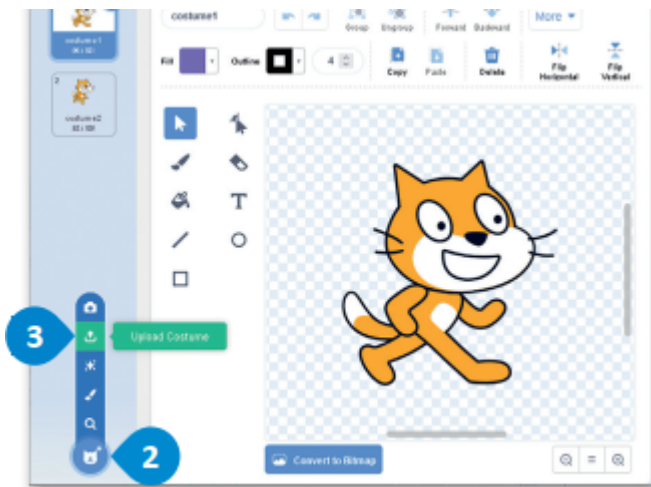 costume1
More
Group Ungroup Forward Backward
costume1
Fill Outline 4
Copy Paste Delete Flip Horizontal Flip Vertical
2
costume2
T
3 Upload Costume
2
Convert to Bitmap
=